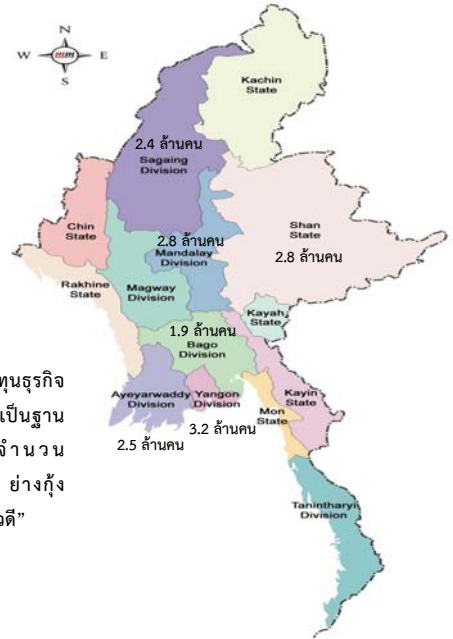 N
W mm E
S
Kachin
State
2.4 ล้านคน
Sagaing
Division
Chin
State
Shan
State
2.8 ล้านคน
2.8 ล้านคน
Mandalay
Division
Magway
Division
Rakhine
State
Kayah
State
1.9 ล้านคน
Bago
Division
ทุนธุรกิจ
Ayeyarwaddy
Division
Yangon
Division
Kayin
State
Mon
State
เป็นฐาน
3.2 ล้านคน
จำนวน
2.5 ล้านคน
ย่างกุ้ง
วดี”
Tanintharyi
Division